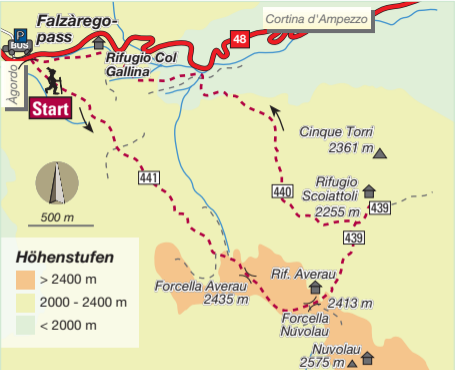 Cortina d'Ampezzo
Falzàrego-
pass
P
BUS
48
Rifugio Col
Gallina
Agordo
Start
Cinque Torri
2361 m
441
440
Rifugio
Scoiattoli
2255 m
439
439
500 m
Höhenstufen
> 2400 m
2000 - 2400 m
< 2000 m
Rif. Averau
2413 m
Forcella Averau
2435 m
Forcella
Nuvolau
Nuvolau
2575 m